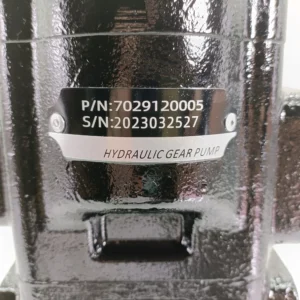 P/N:7029120005
S/N:2023032527
HYDRAULIC GEAR PUMP